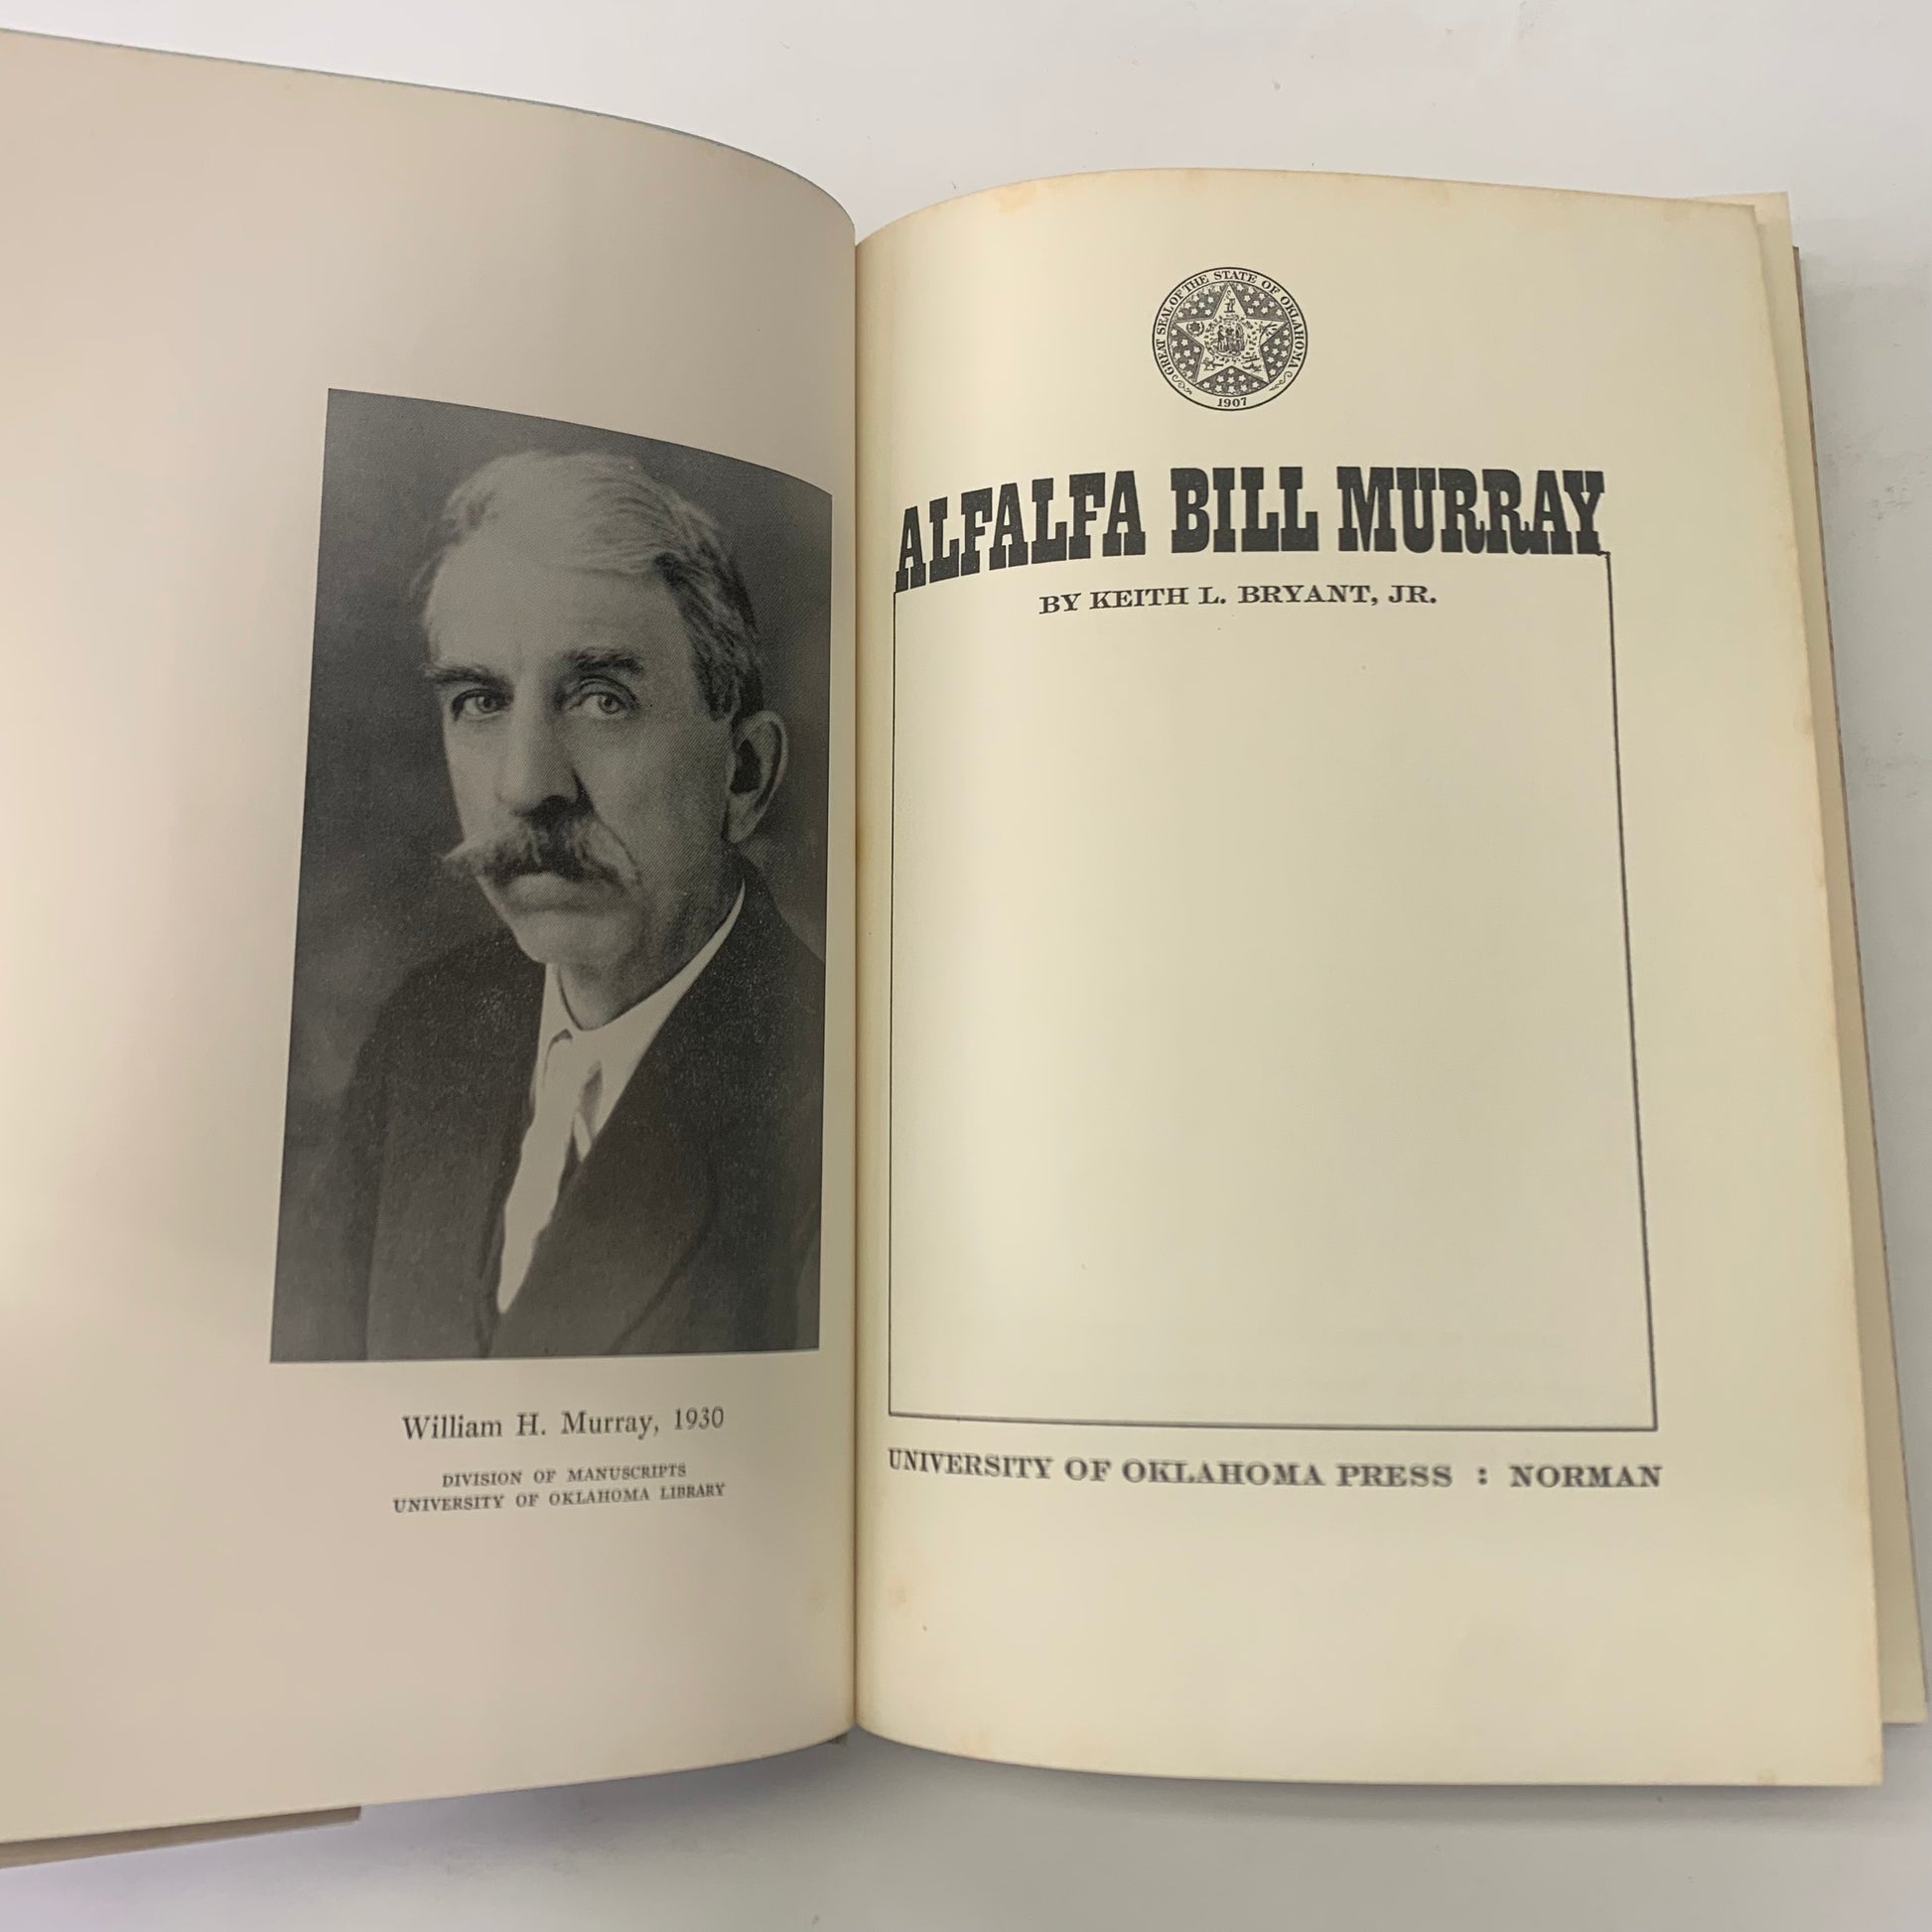 William H. Murray, 1930
DIVISION OF MANUSCRIPTS
UNIVERSITY OF OKLAHOMA LIBRARY
GREAT SEAL OF THE STATE OF OKLAHOMA
1907
ALFALFA BILL MURRAY
BY KEITH L. BRYANT, JR.
UNIVERSITY OF OKLAHOMA PRESS : NORMAN